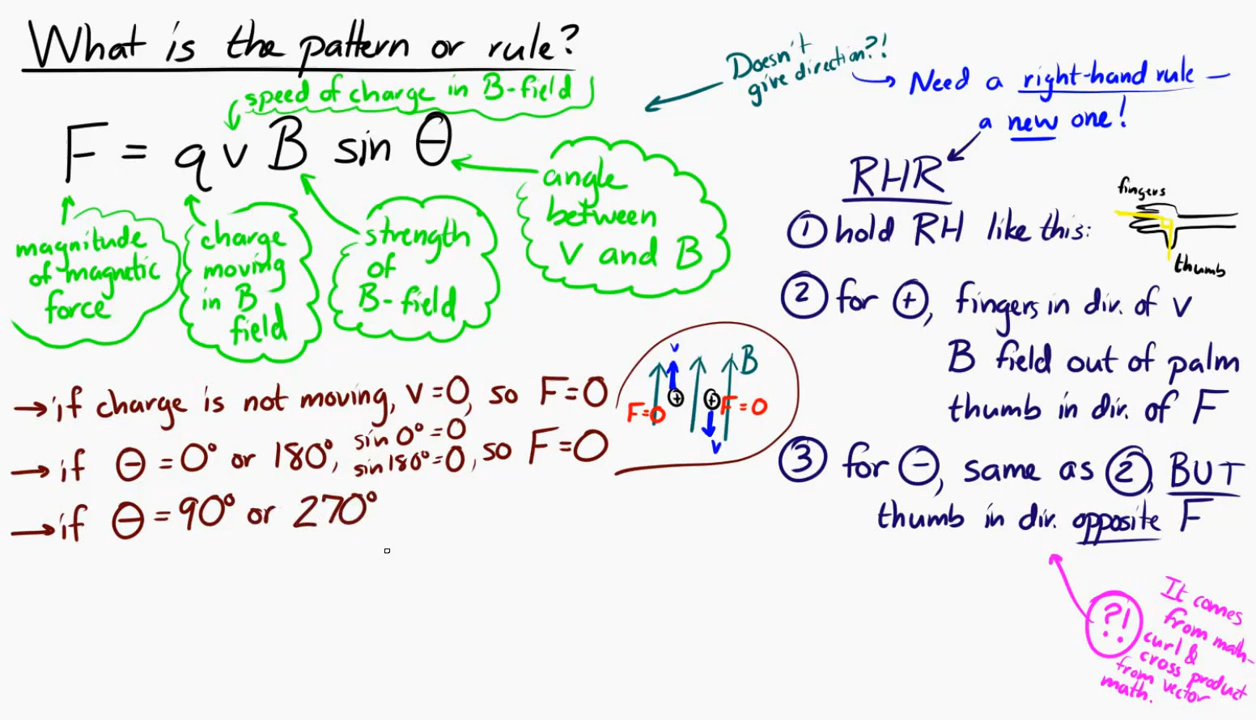 What is the pattern or rule?
speed of charge in B-field
F = qvB sin θ
magnitude
of magnetic
force
charge
moving
in B
field
strength
of
B-field
angle
between
V and B
Doesn't
give direction?!
Need a right-hand rule –
a new one!
RHR
① hold RH like this:
fingers
thumb
② for ⊕, fingers in dir. of v
B field out of palm
thumb in dir. of F
③ for ⊖, same as ②, BUT
thumb in dir. opposite F
?!
It comes
from math-
curl &
cross product
from vector
math.
→ if charge is not moving, v=0, so F=0
→ if θ = 0° or 180°, sin 0° = 0, sin 180° = 0, so F=0
→ if θ = 90° or 270°
v
B
+
+
F=0
F=0
v